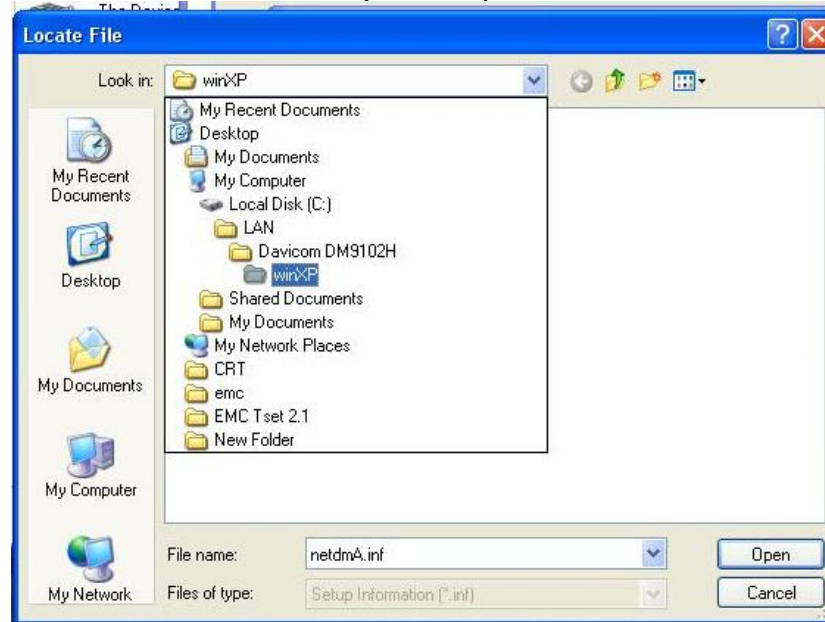 Locate File
Look in:
winXP
My Recent Documents
Desktop
My Documents
My Computer
Local Disk (C:)
LAN
Davicom DM9102H
winXP
Shared Documents
My Documents
My Network Places
CRT
emc
EMC Tset 2.1
New Folder
My Recent
Documents
Desktop
My Documents
My Computer
My Network
File name:
netdmA.inf
Open
Files of type:
Setup Information (*.inf)
Cancel